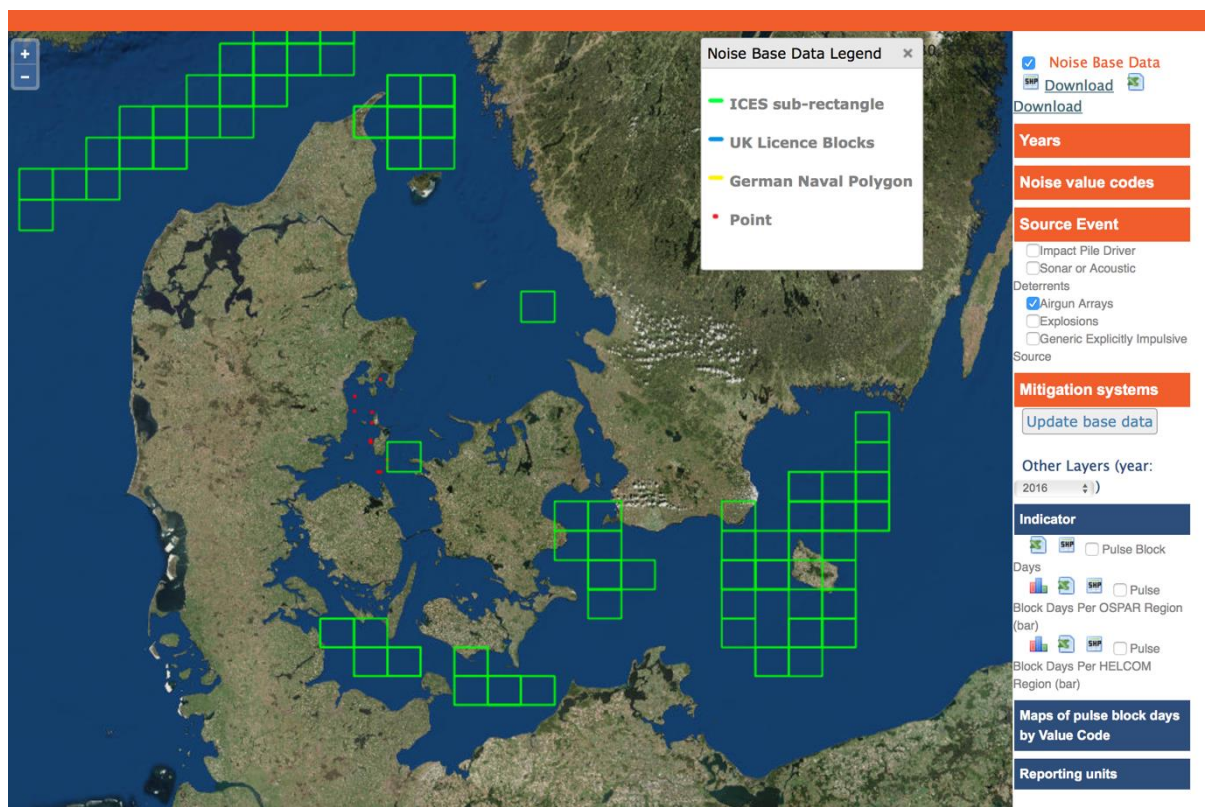 +
−
Noise Base Data Legend ×
ICES sub-rectangle
UK Licence Blocks
German Naval Polygon
Point
Noise Base Data
SHP Download
Download
Years
Noise value codes
Source Event
Impact Pile Driver
Sonar or Acoustic
Deterrents
Airgun Arrays
Explosions
Generic Explicitly Impulsive
Source
Mitigation systems
Update base data
Other Layers (year:
2016 )
Indicator
SHP Pulse Block
Days
SHP Pulse
Block Days Per OSPAR Region
(bar)
SHP Pulse
Block Days Per HELCOM
Region (bar)
Maps of pulse block days
by Value Code
Reporting units